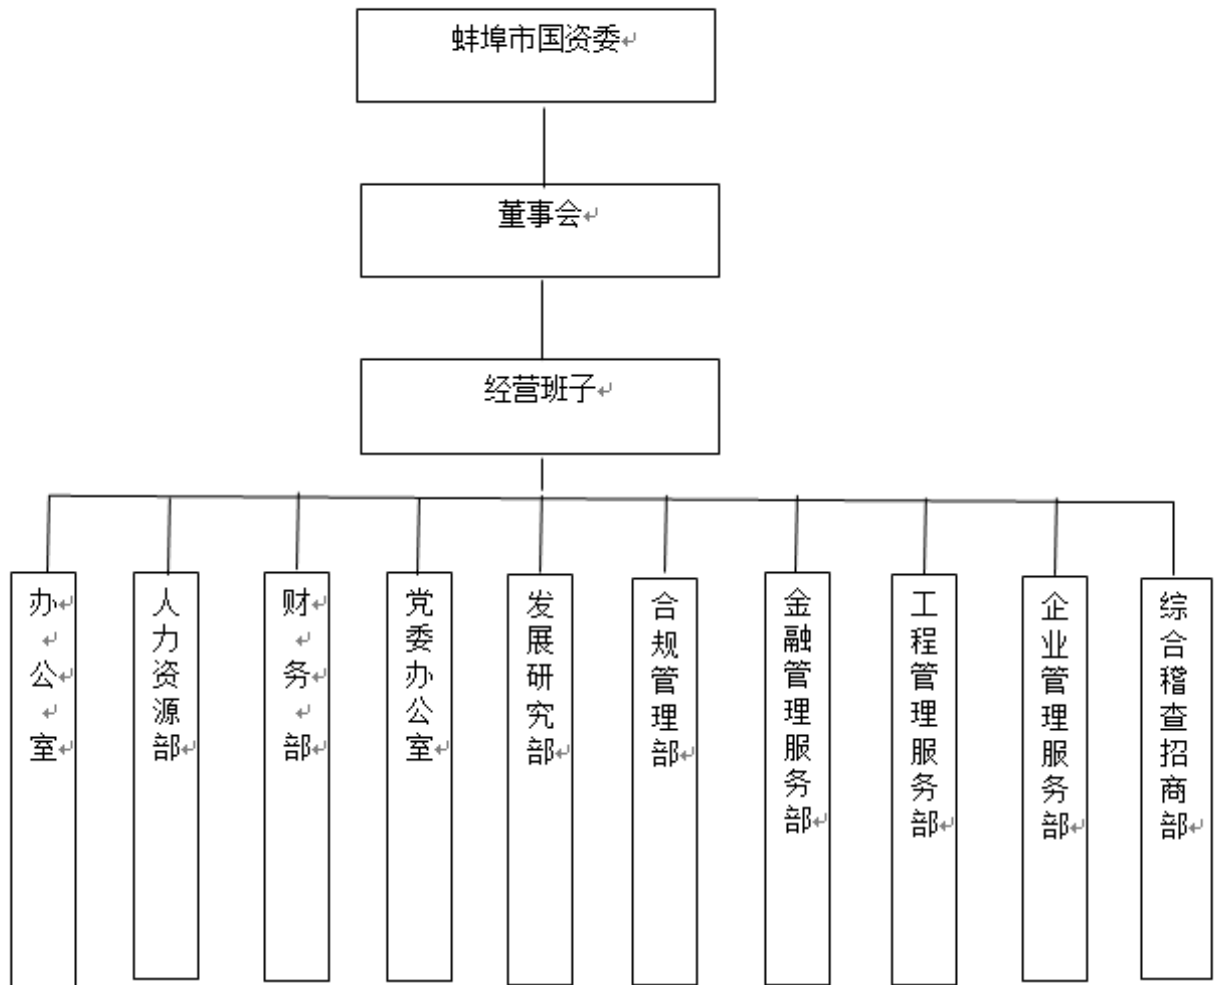 蚌埠市国资委
董事会
经营班子
办公室
人力资源部
财务部
党委办公室
发展研究部
合规管理部
金融管理服务部
工程管理服务部
企业管理服务部
综合稽查招商部